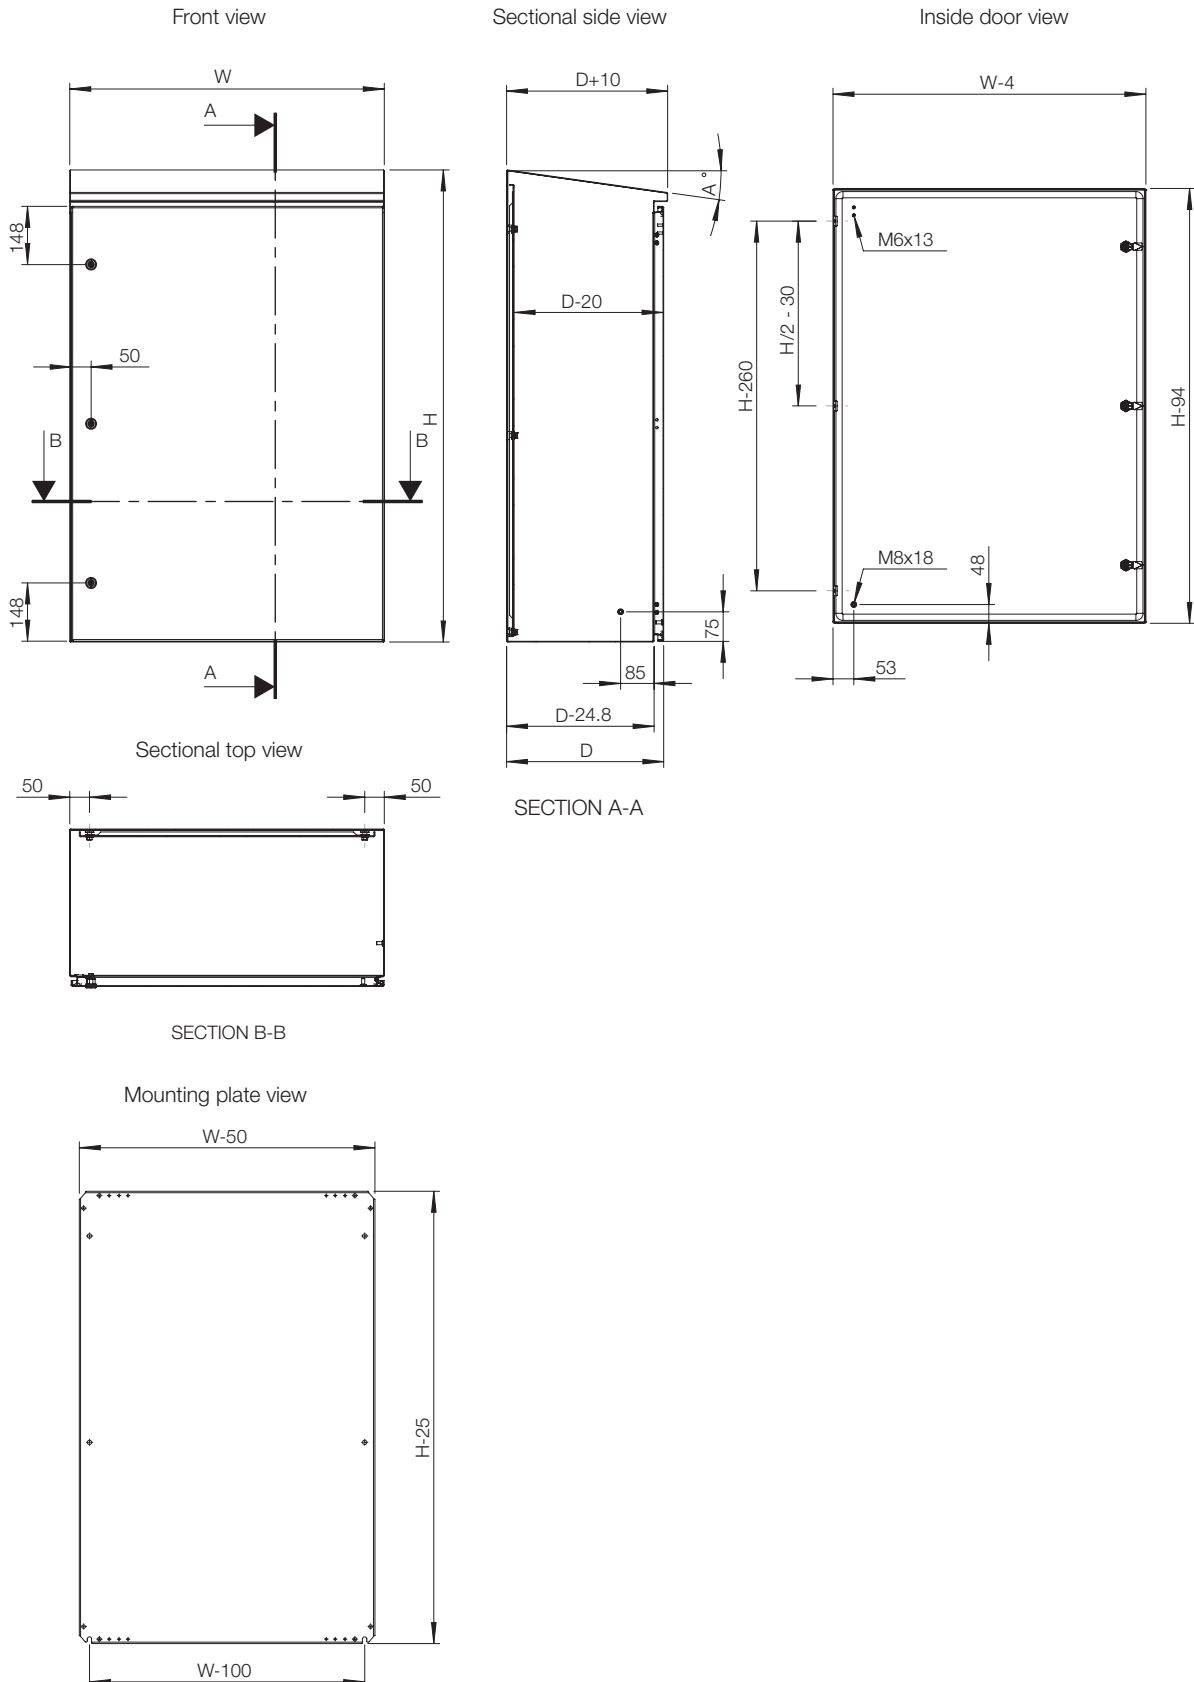 Front view
Sectional side view
Inside door view
W
D+10
W-4
A
A°
148
M6x13
D-20
H/2 - 30
50
H-260
H
H-94
B
B
M8x18
48
148
75
A
85
53
D-24.8
D
Sectional top view
50
50
SECTION A-A
SECTION B-B
Mounting plate view
W-50
H-25
W-100